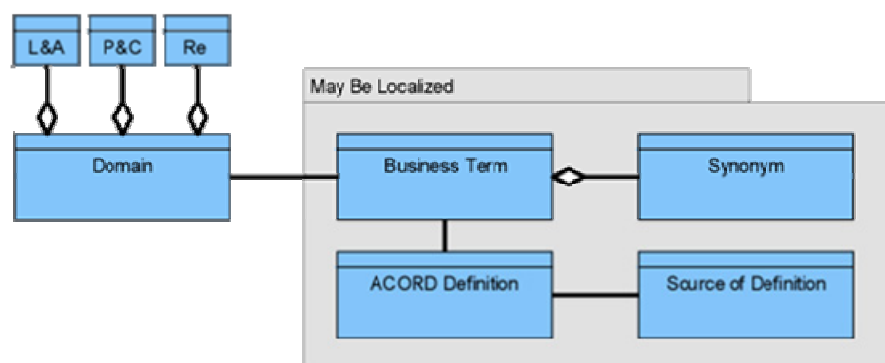 L&A
P&C
Re
May Be Localized
Domain
Business Term
Synonym
ACORD Definition
Source of Definition